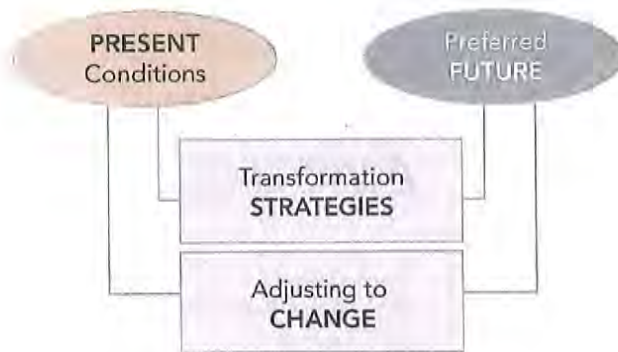 PRESENT
Conditions
Preferred
FUTURE
Transformation
STRATEGIES
Adjusting to
CHANGE